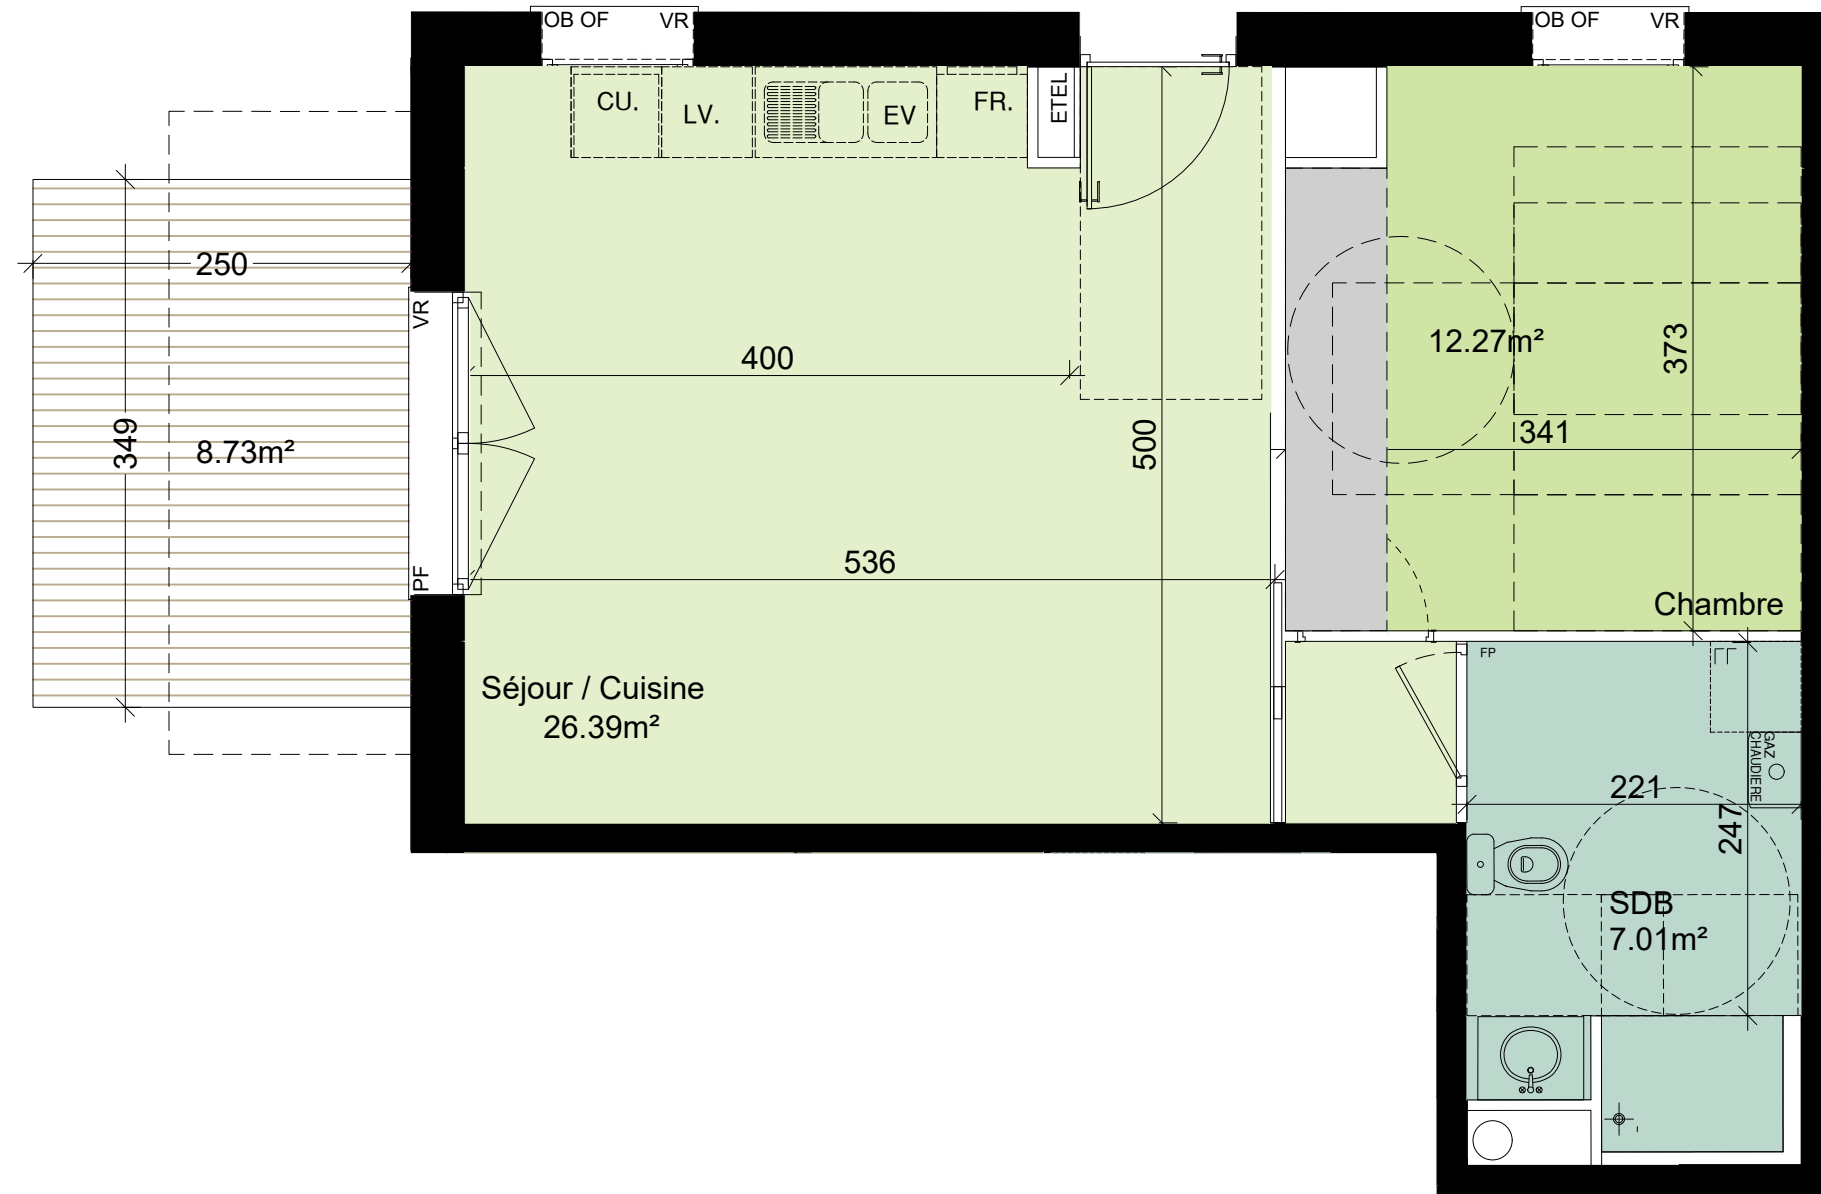 OB OF VR
OB OF VR
CU.
LV.
EV
FR.
ETEL
250
VR
12.27m²
373
400
349
8.73m²
500
341
536
PF
Chambre
FP
Séjour / Cuisine
26.39m²
GAZ
CHAUDIERE
221
247
SDB
7.01m²